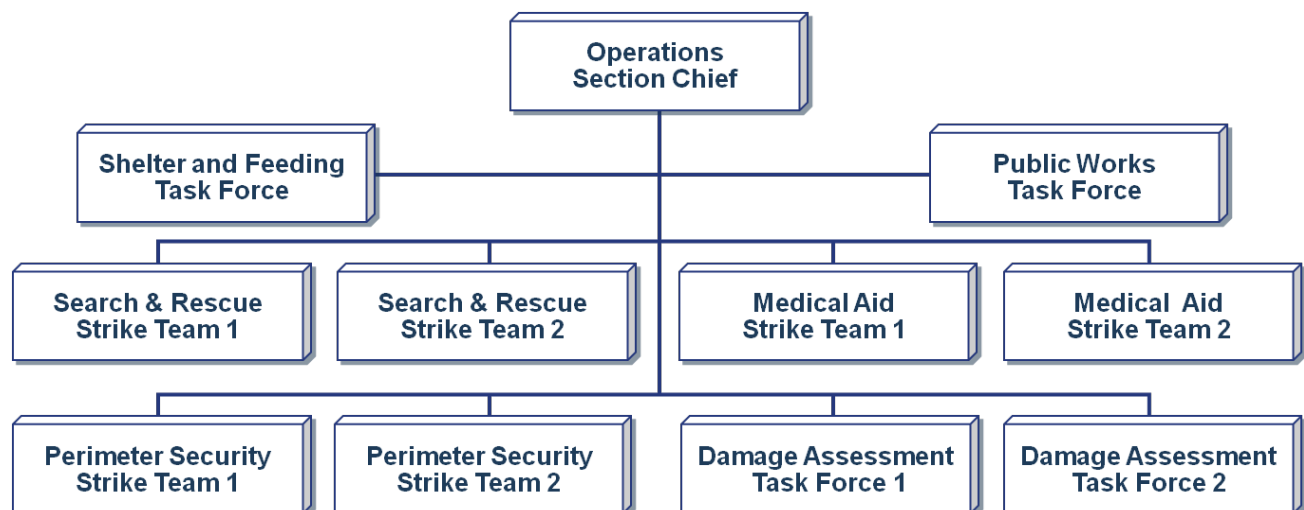 Operations
Section Chief
Shelter and Feeding
Task Force
Public Works
Task Force
Search & Rescue
Strike Team 1
Search & Rescue
Strike Team 2
Medical Aid
Strike Team 1
Medical Aid
Strike Team 2
Perimeter Security
Strike Team 1
Perimeter Security
Strike Team 2
Damage Assessment
Task Force 1
Damage Assessment
Task Force 2